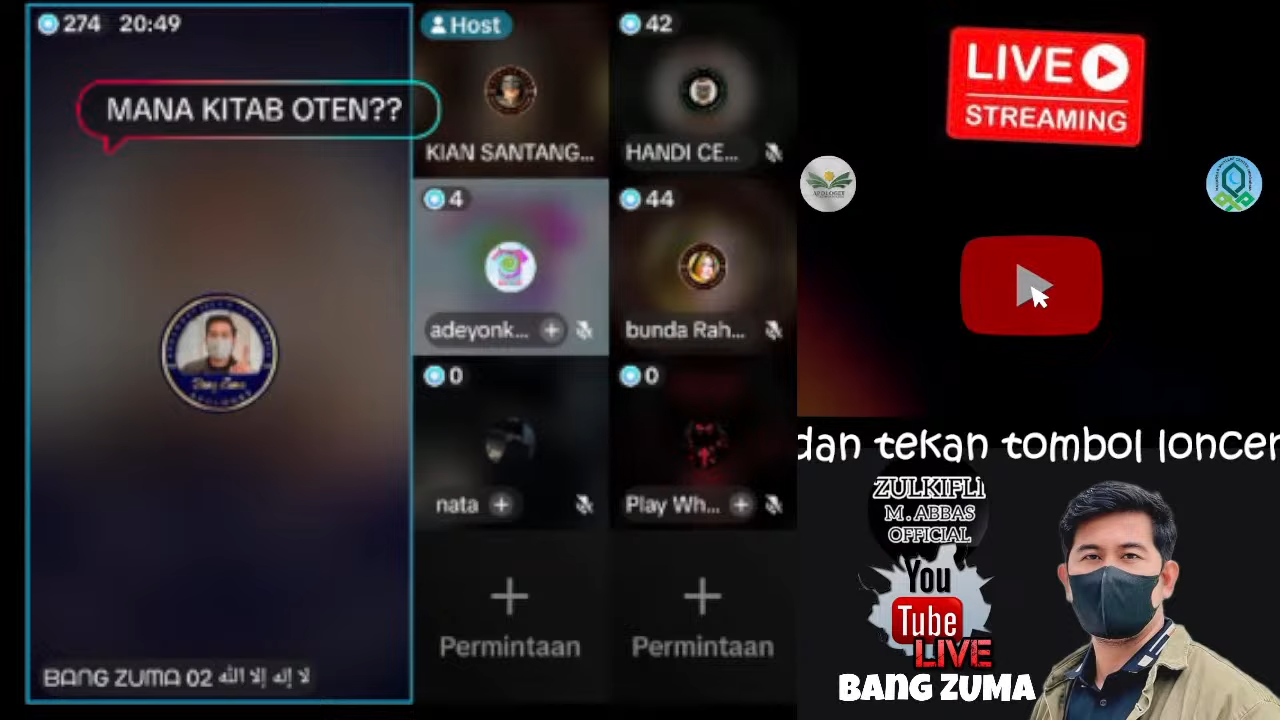 274 20:49
MANA KITAB OTEN??
BANG ZUMA 02 لا إله إلا الله
Host
KIAN SANTANG...
42
HANDI CE...
4
adeyonk...
44
bunda Rah...
0
nata
0
Play Wh...
Permintaan
Permintaan
LIVE
STREAMING
dan tekan tombol loncen
ZULKIFLI
M. ABBAS
OFFICIAL
You
Tube
LIVE
BANG ZUMA
Bang Zuma